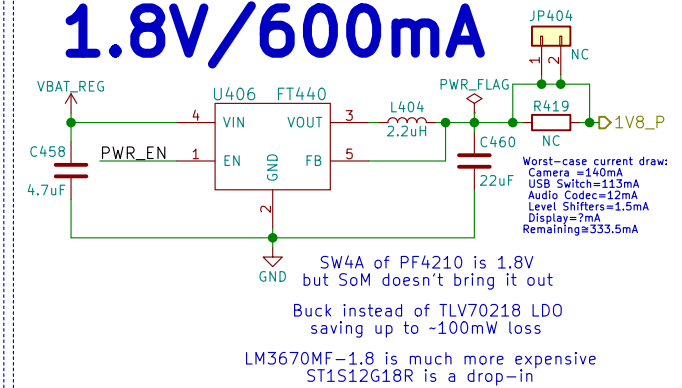 1.8V/600mA
JP404
1
2
NC
VBAT_REG
U406
FT440
PWR_FLAG
4
VIN
VOUT
3
L404
2.2uH
R419
NC
1V8_P
C458
4.7uF
PWR_EN
1
EN
GND
FB
5
2
C460
22uF
GND
Worst-case current draw:
Camera =140mA
USB Switch=113mA
Audio Codec=12mA
Level Shifters=1.5mA
Display=?mA
Remaining≅333.5mA
SW4A of PF4210 is 1.8V
but SoM doesn't bring it out
Buck instead of TLV70218 LDO
saving up to ~100mW loss
LM3670MF-1.8 is much more expensive
ST1S12G18R is a drop-in